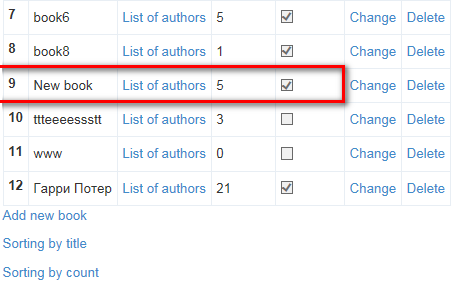 7 book6 List of authors 5 Change Delete
8 book8 List of authors 1 Change Delete
9 New book List of authors 5 Change Delete
10 ttteeeessstt List of authors 3 Change Delete
11 www List of authors 0 Change Delete
12 Гарри Потер List of authors 21 Change Delete
Add new book
Sorting by title
Sorting by count